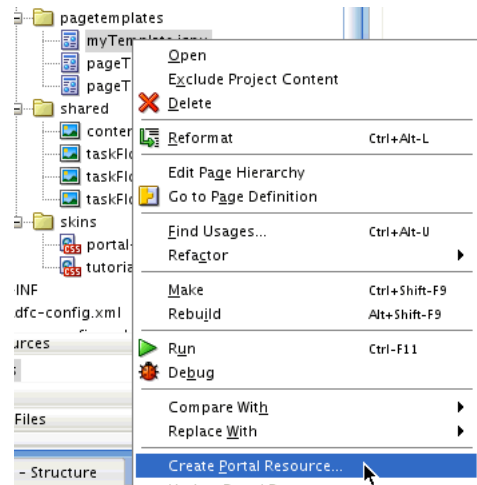 pagetemplates
myTemplate.jspx
pageT
pageT
shared
conter
taskFlo
taskFlo
taskFlo
skins
portal-
tutoria
-INF
dfc-config.xml
urces
Files
- Structure
Open
Exclude Project Content
Delete
Reformat Ctrl+Alt-L
Edit Page Hierarchy
Go to Page Definition
Find Usages... Ctrl+Alt-U
Refactor
Make Ctrl+Shift-F9
Rebuild Alt+Shift-F9
Run Ctrl-F11
Debug
Compare With
Replace With
Create Portal Resource...